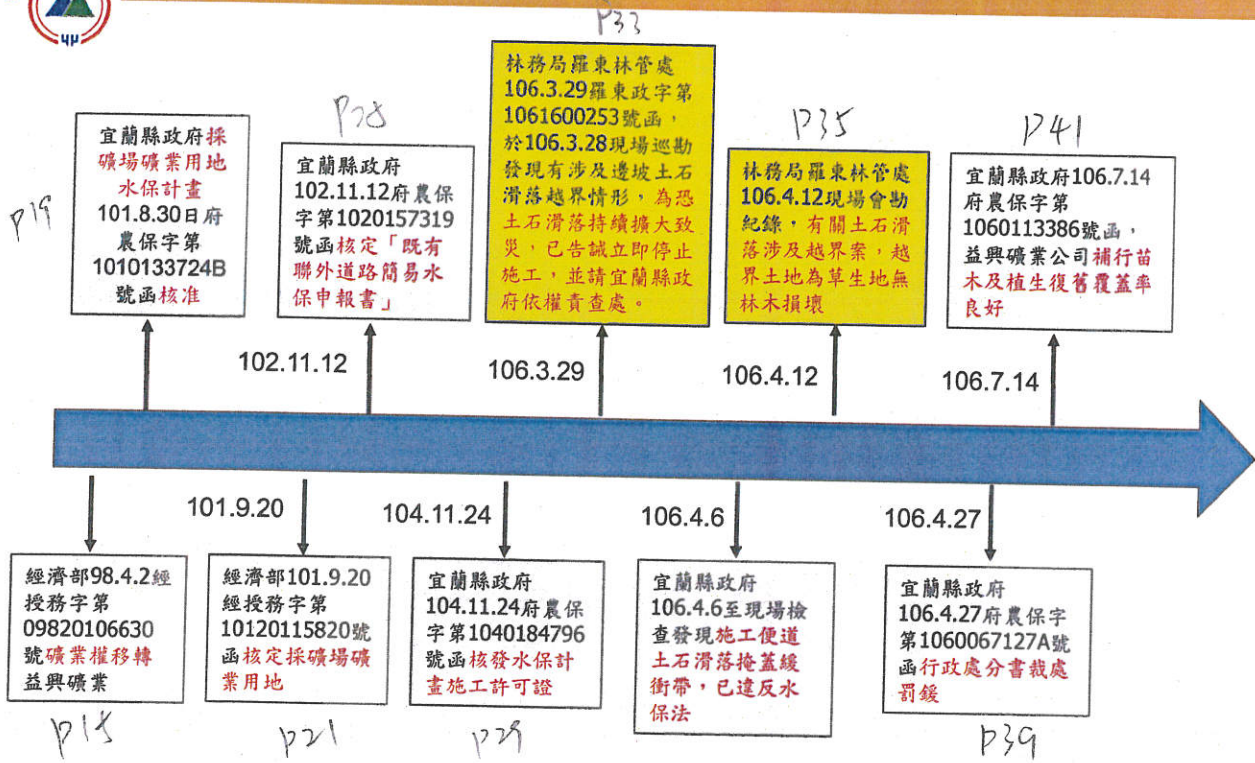 P33
林務局羅東林管處
106.3.29羅東政字第
1061600253號函，
於106.3.28現場巡勘
發現有涉及邊坡土石
滑落越界情形，為恐
土石滑落持續擴大致
災，已告誡立即停止
施工，並請宜蘭縣政
府依權責查處。
P19
宜蘭縣政府採
礦場礦業用地
水保計畫
101.8.30日府
農保字第
1010133724B
號函核准
P28
宜蘭縣政府
102.11.12府農保
字第1020157319
號函核定「既有
聯外道路簡易水
保申報書」
P35
林務局羅東林管處
106.4.12現場會勘
紀錄，有關土石滑
落涉及越界案，越
界土地為草生地無
林木損壞
P41
宜蘭縣政府106.7.14
府農保字第
1060113386號函，
益興礦業公司補行苗
木及植生復舊覆蓋率
良好
102.11.12
106.3.29
106.4.12
106.7.14
101.9.20
104.11.24
106.4.6
106.4.27
經濟部98.4.2經
授務字第
09820106630
號礦業權移轉
益興礦業
P15
經濟部101.9.20
經授務字第
10120115820號
函核定採礦場礦
業用地
P21
宜蘭縣政府
104.11.24府農保
字第1040184796
號函核發水保計
畫施工許可證
P29
宜蘭縣政府
106.4.6至現場檢
查發現施工便道
土石滑落掩蓋緩
衝帶，已違反水
保法
宜蘭縣政府
106.4.27府農保字
第1060067127A號
函行政處分書裁處
罰鍰
P39